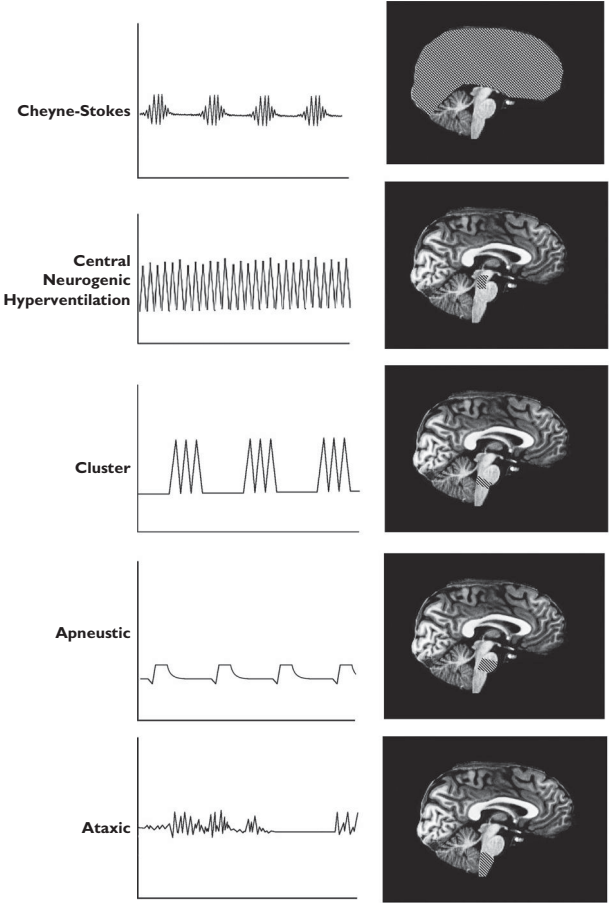 Cheyne-Stokes
Central
Neurogenic
Hyperventilation
Cluster
Apneustic
Ataxic